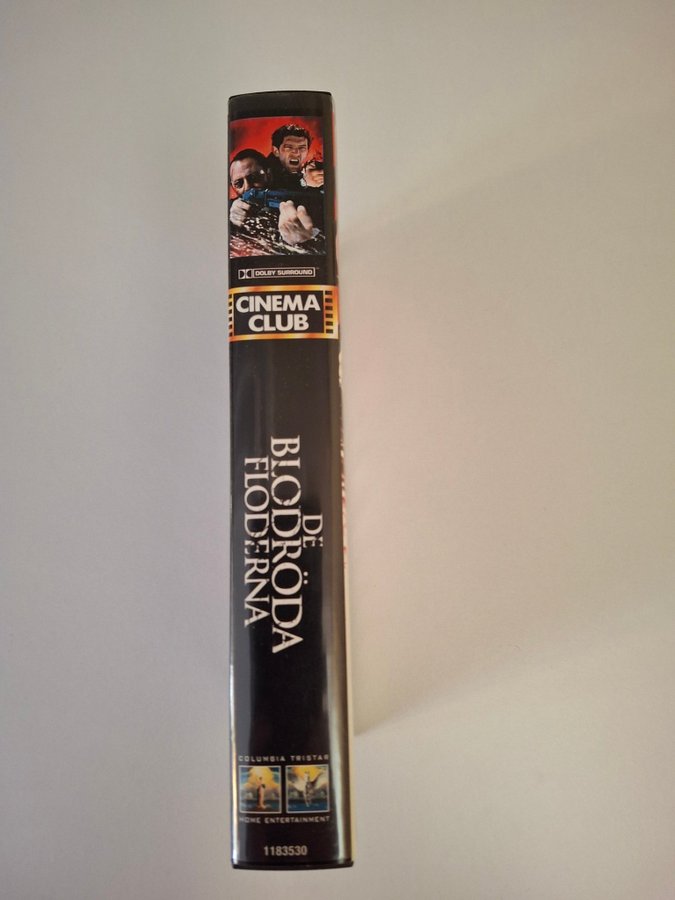 DOLBY SURROUND
CINEMA
CLUB
DE
BLODRÖDA
FLODERNA
COLUMBIA TRISTAR
HOME ENTERTAINMENT
1183530